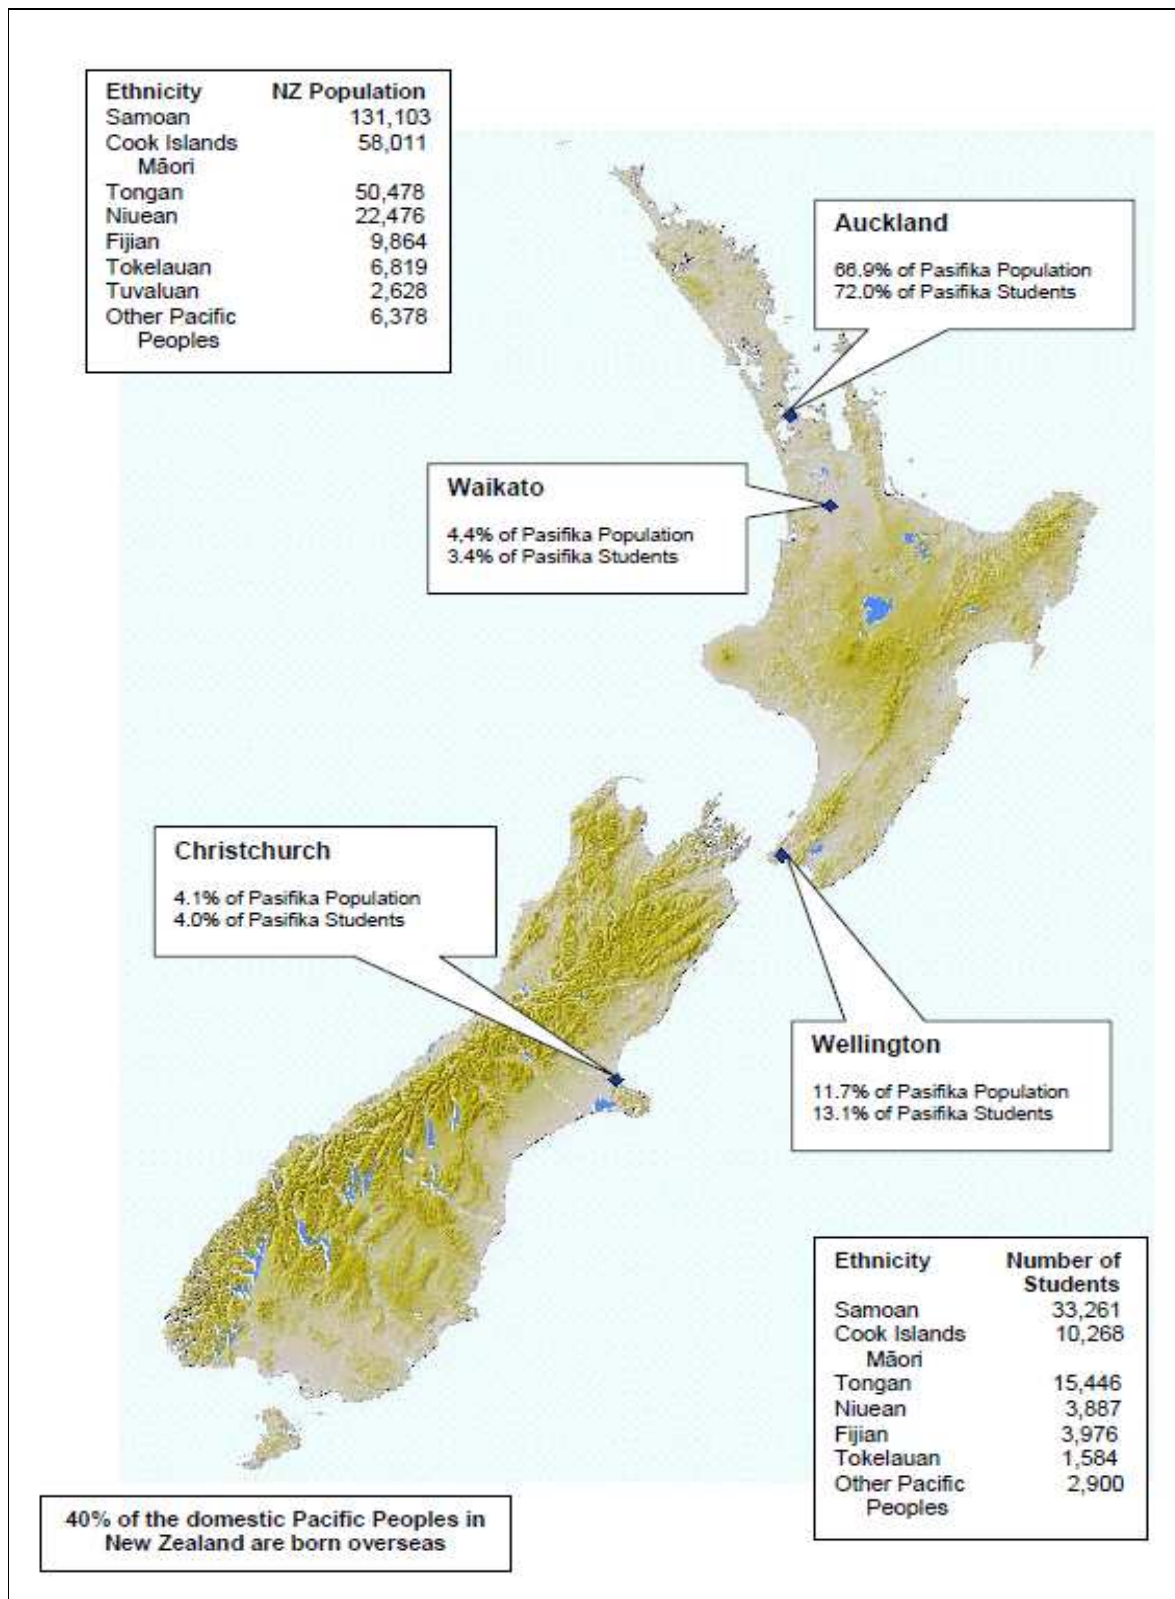 Ethnicity NZ Population
Samoan 131,103
Cook Islands 58,011
Māori
Tongan 50,478
Niuean 22,476
Fijian 9,864
Tokelauan 6,819
Tuvaluan 2,628
Other Pacific 6,378
Peoples
Auckland
66.9% of Pasifika Population
72.0% of Pasifika Students
Waikato
4.4% of Pasifika Population
3.4% of Pasifika Students
Christchurch
4.1% of Pasifika Population
4.0% of Pasifika Students
Wellington
11.7% of Pasifika Population
13.1% of Pasifika Students
Ethnicity Number of
Students
Samoan 33,261
Cook Islands 10,268
Māori
Tongan 15,446
Niuean 3,887
Fijian 3,976
Tokelauan 1,584
Other Pacific 2,900
Peoples
40% of the domestic Pacific Peoples in
New Zealand are born overseas